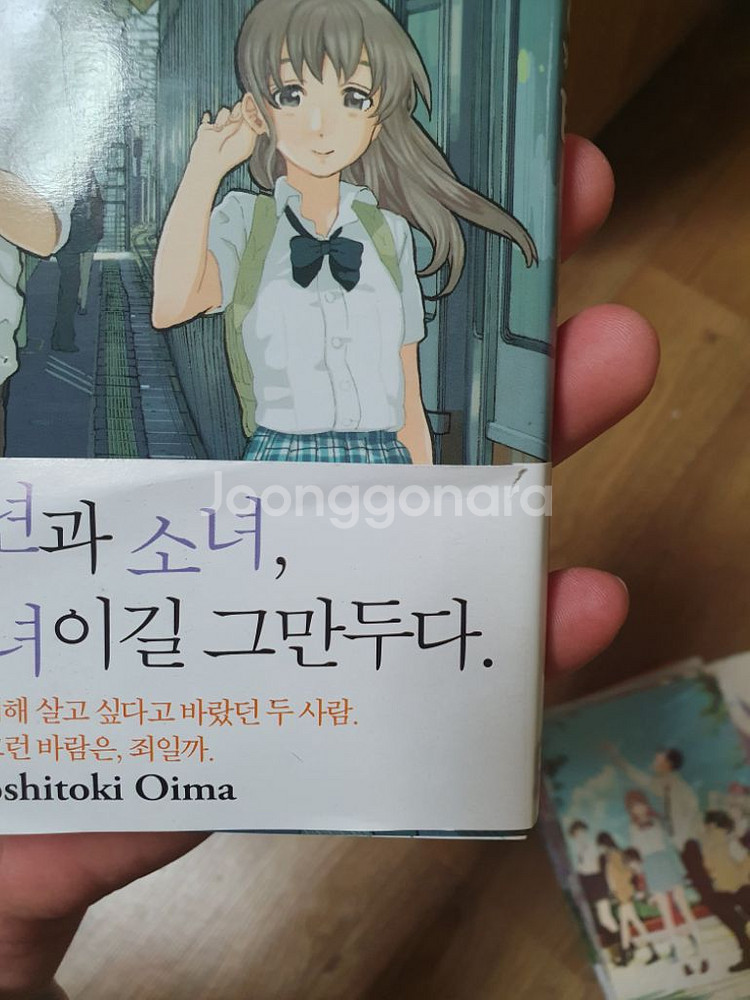 Joonggonara
과 소녀,
녀이길 그만두다.
해 살고 싶다고 바랐던 두 사람.
런 바람은, 죄일까.
oshitoki Oima